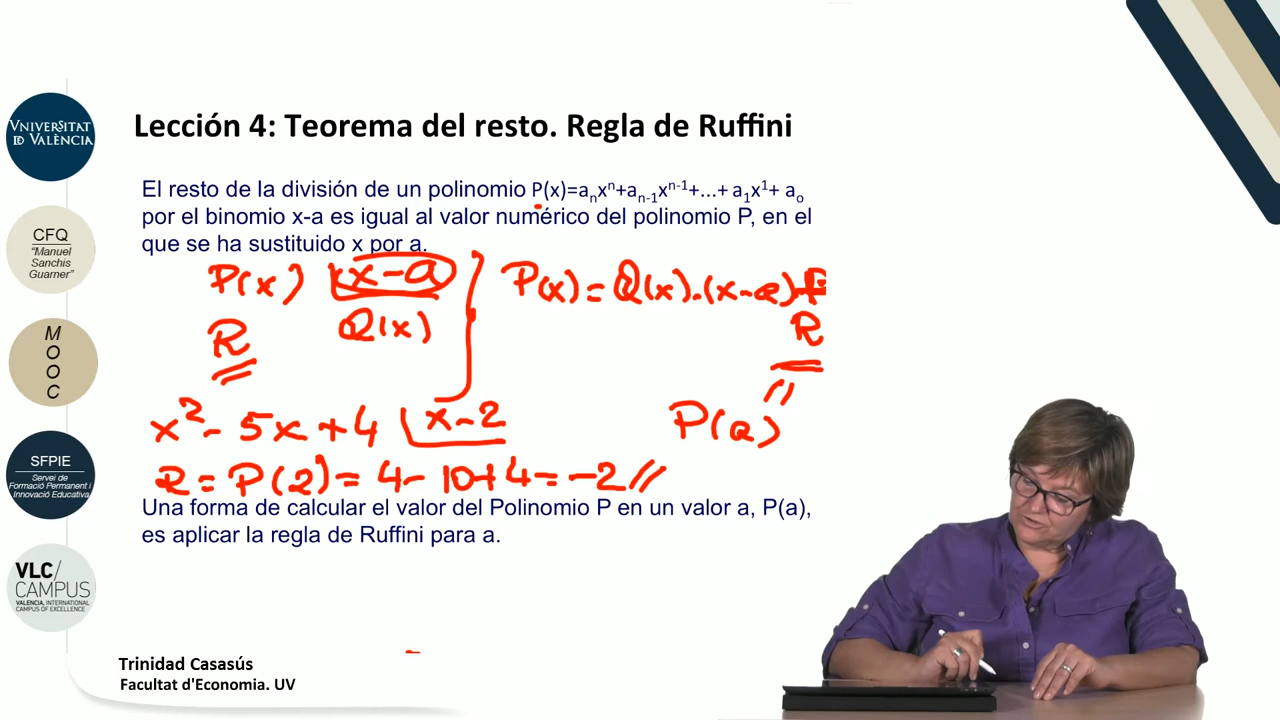 Lección 4: Teorema del resto. Regla de Ruffini
El resto de la división de un polinomio P(x)=aₙxⁿ+aₙ₋₁xⁿ⁻¹+...+ a₁x¹+ aₒ
por el binomio x-a es igual al valor numérico del polinomio P, en el
que se ha sustituido x por a.
P(x) x-a P(x) = Q(x).(x-a)+
R Q(x) R
x²- 5x+4 x-2 P(a)
R = P(2) = 4- 10+4 = -2 //
Una forma de calcular el valor del Polinomio P en un valor a, P(a),
es aplicar la regla de Ruffini para a.
Trinidad Casasús
Facultat d'Economia. UV
VNIVERSITAT
DE VALÈNCIA
CFQ
"Manuel
Sanchis
Guarner"
M
O
O
C
SFPIE
Servei de
Formació Permanent i
Innovació Educativa
VLC/
CAMPUS
VALENCIA, INTERNATIONAL
CAMPUS OF EXCELLENCE